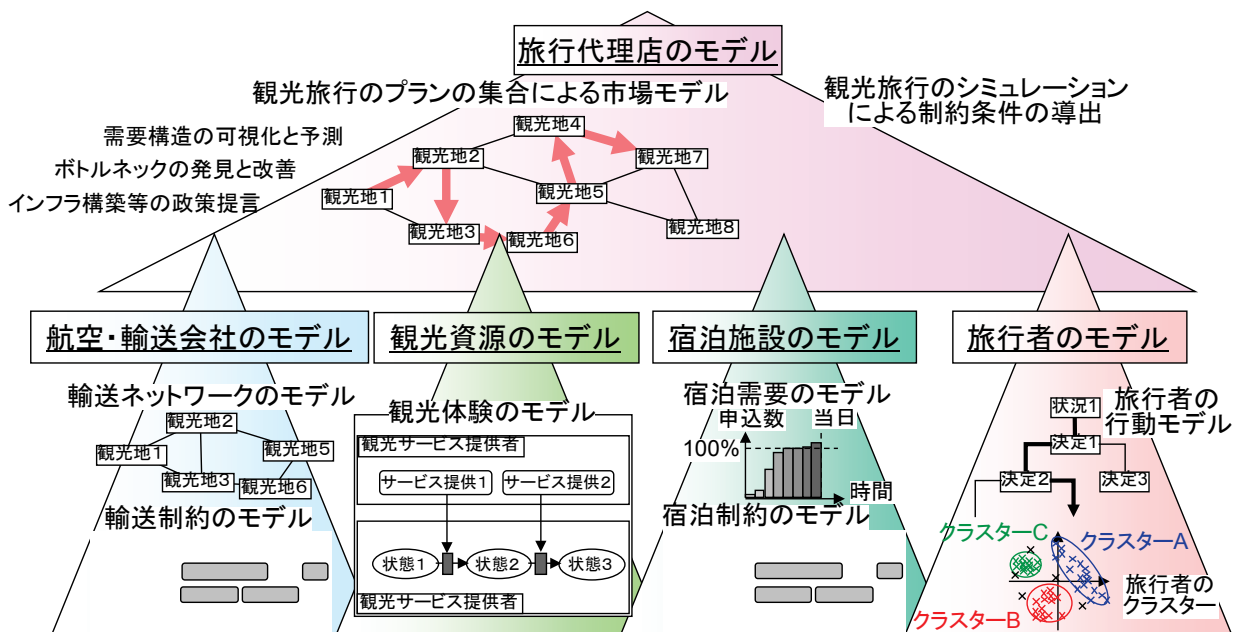 旅行代理店のモデル
観光旅行のプランの集合による市場モデル
観光旅行のシミュレーション
による制約条件の導出
需要構造の可視化と予測
ボトルネックの発見と改善
インフラ構築等の政策提言
観光地4
観光地2
観光地7
観光地1
観光地5
観光地3
観光地6
観光地8
航空・輸送会社のモデル
輸送ネットワークのモデル
観光地2
観光地1
観光地5
観光地3
観光地6
輸送制約のモデル
観光資源のモデル
観光体験のモデル
観光サービス提供者
サービス提供1
サービス提供2
状態1
状態2
状態3
観光サービス提供者
宿泊施設のモデル
宿泊需要のモデル
申込数
当日
100%
時間
宿泊制約のモデル
旅行者のモデル
旅行者の
行動モデル
状況1
決定1
決定2
決定3
クラスターC
クラスターA
クラスターB
旅行者の
クラスター